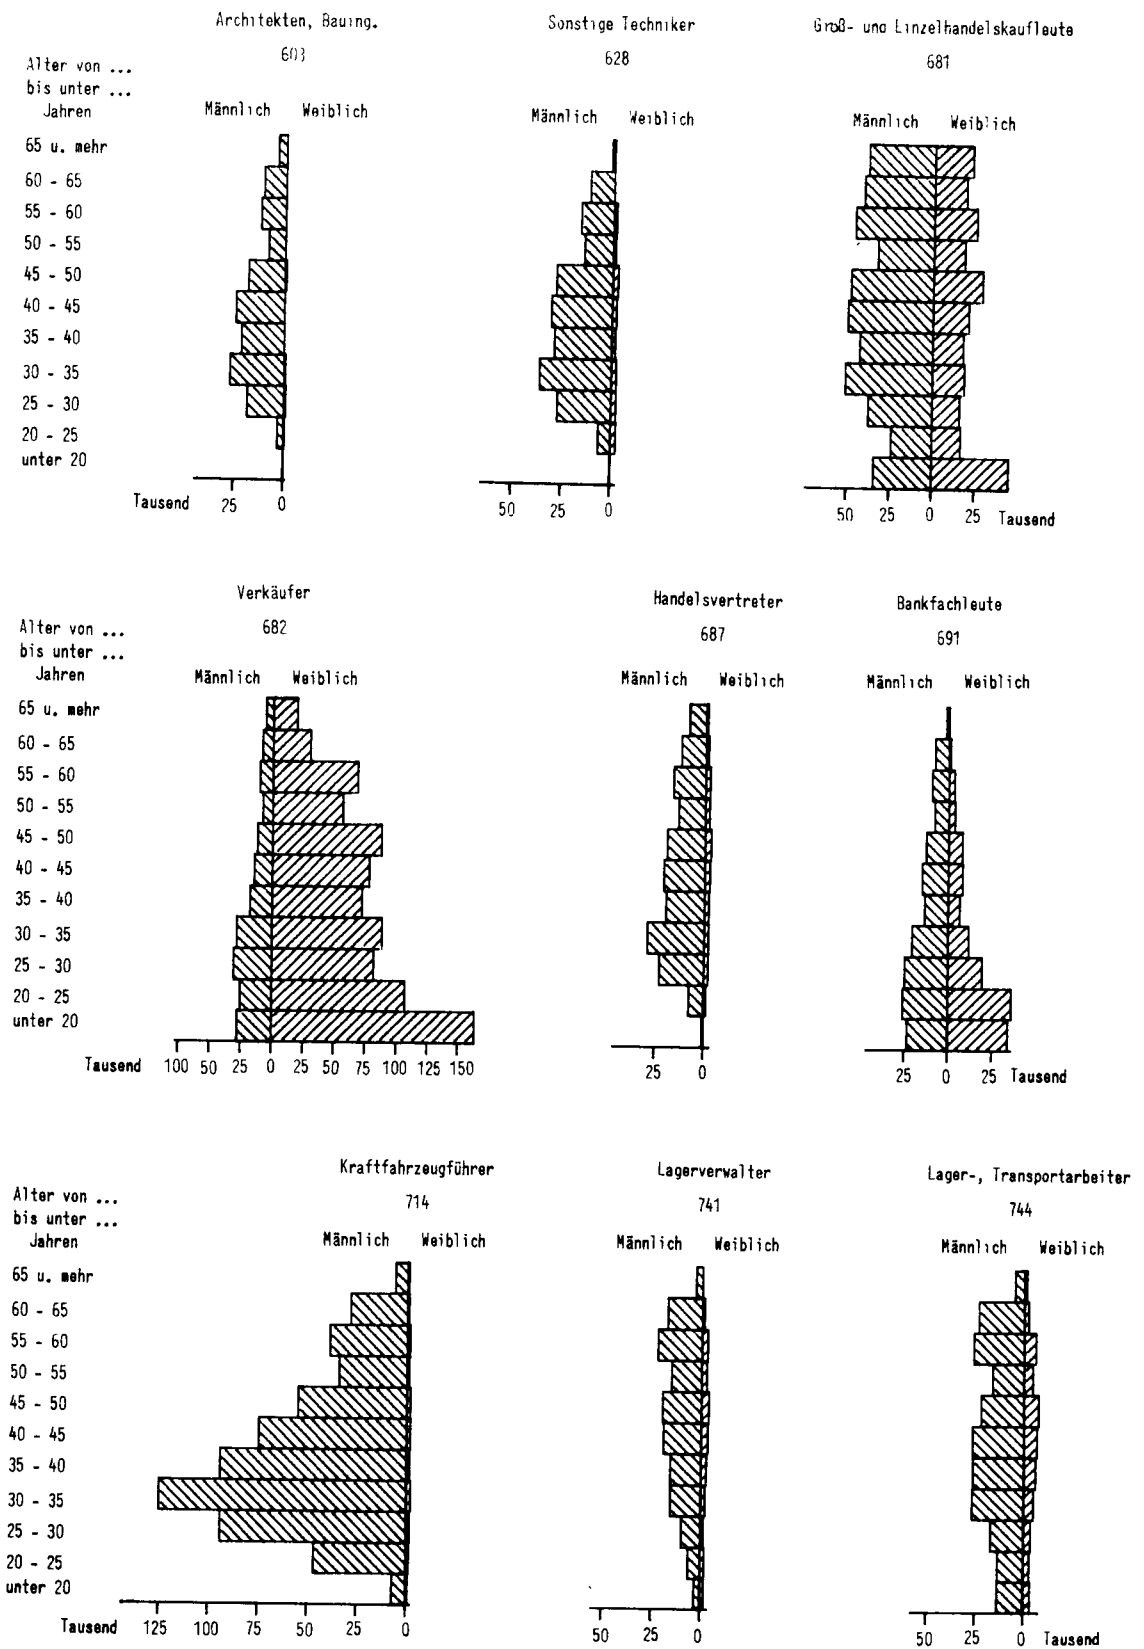 Architekten, Bauing.
603
Sonstige Techniker
628
Groß- und Einzelhandelskaufleute
681
Alter von ...
bis unter ...
Jahren
Männlich Weiblich
Männlich Weiblich
Männlich Weiblich
65 u. mehr
60 - 65
55 - 60
50 - 55
45 - 50
40 - 45
35 - 40
30 - 35
25 - 30
20 - 25
unter 20
Tausend 25 0
50 25 0
50 25 0 25 Tausend
Verkäufer
682
Handelsvertreter
687
Bankfachleute
691
Alter von ...
bis unter ...
Jahren
Männlich Weiblich
Männlich Weiblich
Männlich Weiblich
65 u. mehr
60 - 65
55 - 60
50 - 55
45 - 50
40 - 45
35 - 40
30 - 35
25 - 30
20 - 25
unter 20
Tausend 100 50 25 0 25 50 75 100 125 150
25 0
25 0 25 Tausend
Kraftfahrzeugführer
714
Lagerverwalter
741
Lager-, Transportarbeiter
744
Alter von ...
bis unter ...
Jahren
Männlich Weiblich
Männlich Weiblich
Männlich Weiblich
65 u. mehr
60 - 65
55 - 60
50 - 55
45 - 50
40 - 45
35 - 40
30 - 35
25 - 30
20 - 25
unter 20
Tausend 125 100 75 50 25 0
50 25 0
50 25 0 Tausend